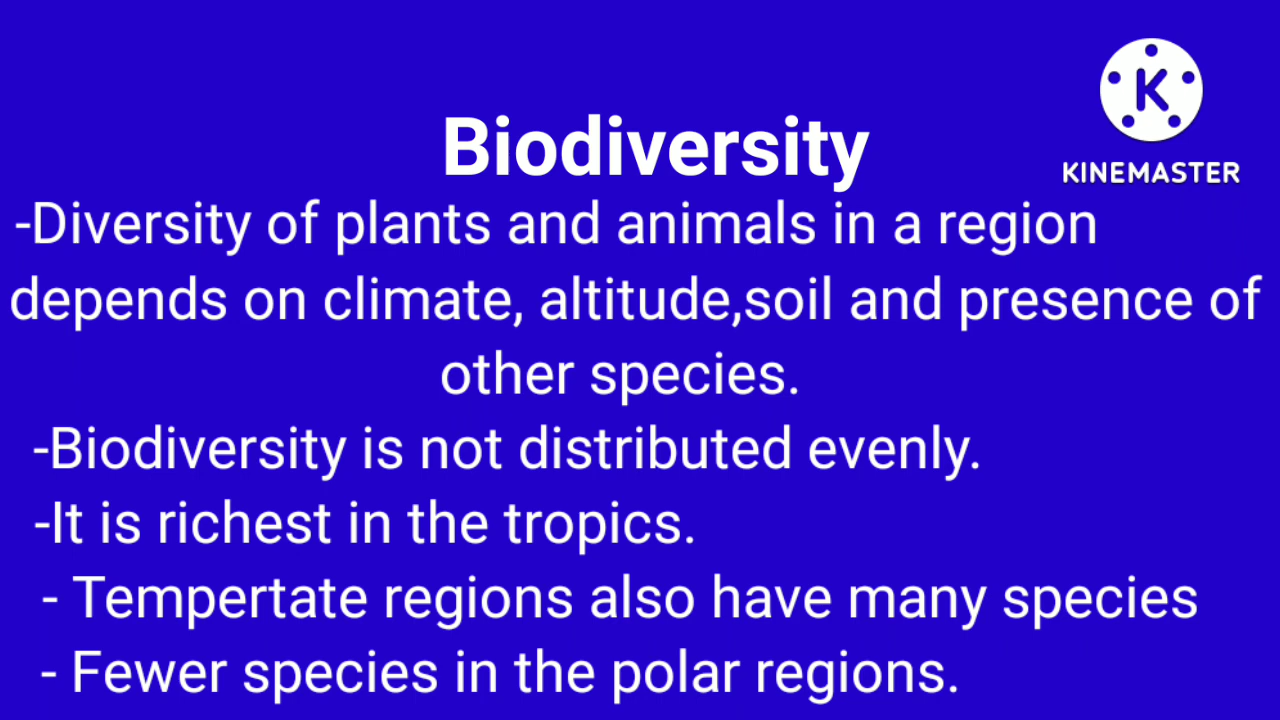 K
KINEMASTER
Biodiversity
-Diversity of plants and animals in a region
depends on climate, altitude,soil and presence of
other species.
-Biodiversity is not distributed evenly.
-It is richest in the tropics.
- Tempertate regions also have many species
- Fewer species in the polar regions.